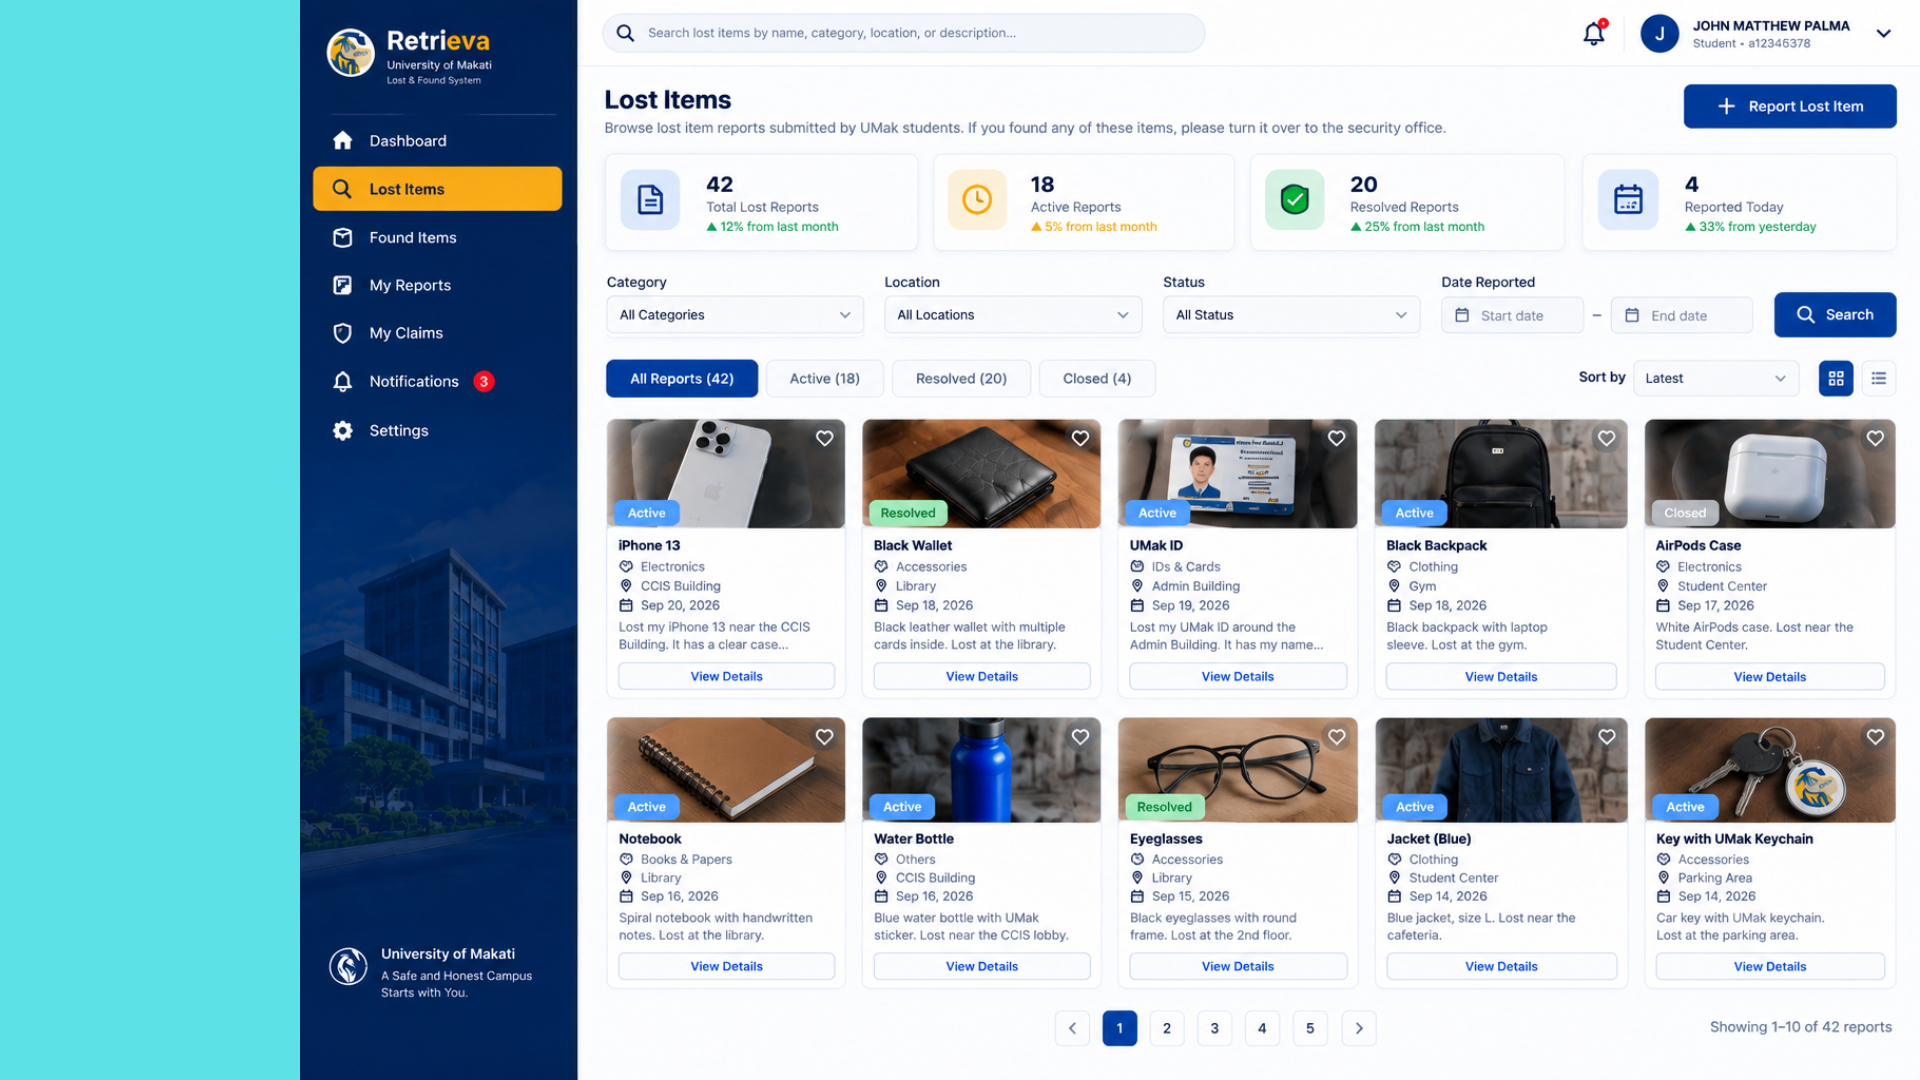 Retrieva
University of Makati
Lost & Found System
Dashboard
Lost Items
Found Items
My Reports
My Claims
Notifications 3
Settings
University of Makati
A Safe and Honest Campus
Starts with You.
Search lost items by name, category, location, or description...
J
JOHN MATTHEW PALMA
Student • a12346378
Lost Items
Browse lost item reports submitted by UMak students. If you found any of these items, please turn it over to the security office.
+ Report Lost Item
42
Total Lost Reports
▲ 12% from last month
18
Active Reports
▲ 5% from last month
20
Resolved Reports
▲ 25% from last month
4
Reported Today
▲ 33% from yesterday
Category
All Categories
Location
All Locations
Status
All Status
Date Reported
Start date – End date
Search
All Reports (42)
Active (18)
Resolved (20)
Closed (4)
Sort by
Latest
Active
iPhone 13
Electronics
CCIS Building
Sep 20, 2026
Lost my iPhone 13 near the CCIS
Building. It has a clear case...
View Details
Resolved
Black Wallet
Accessories
Library
Sep 18, 2026
Black leather wallet with multiple
cards inside. Lost at the library.
View Details
Active
UMak ID
IDs & Cards
Admin Building
Sep 19, 2026
Lost my UMak ID around the
Admin Building. It has my name...
View Details
Active
Black Backpack
Clothing
Gym
Sep 18, 2026
Black backpack with laptop
sleeve. Lost at the gym.
View Details
Closed
AirPods Case
Electronics
Student Center
Sep 17, 2026
White AirPods case. Lost near the
Student Center.
View Details
Active
Notebook
Books & Papers
Library
Sep 16, 2026
Spiral notebook with handwritten
notes. Lost at the library.
View Details
Active
Water Bottle
Others
CCIS Building
Sep 16, 2026
Blue water bottle with UMak
sticker. Lost near the CCIS lobby.
View Details
Resolved
Eyeglasses
Accessories
Library
Sep 15, 2026
Black eyeglasses with round
frame. Lost at the 2nd floor.
View Details
Active
Jacket (Blue)
Clothing
Student Center
Sep 14, 2026
Blue jacket, size L. Lost near the
cafeteria.
View Details
Active
Key with UMak Keychain
Accessories
Parking Area
Sep 14, 2026
Car key with UMak keychain.
Lost at the parking area.
View Details
1 2 3 4 5
Showing 1–10 of 42 reports